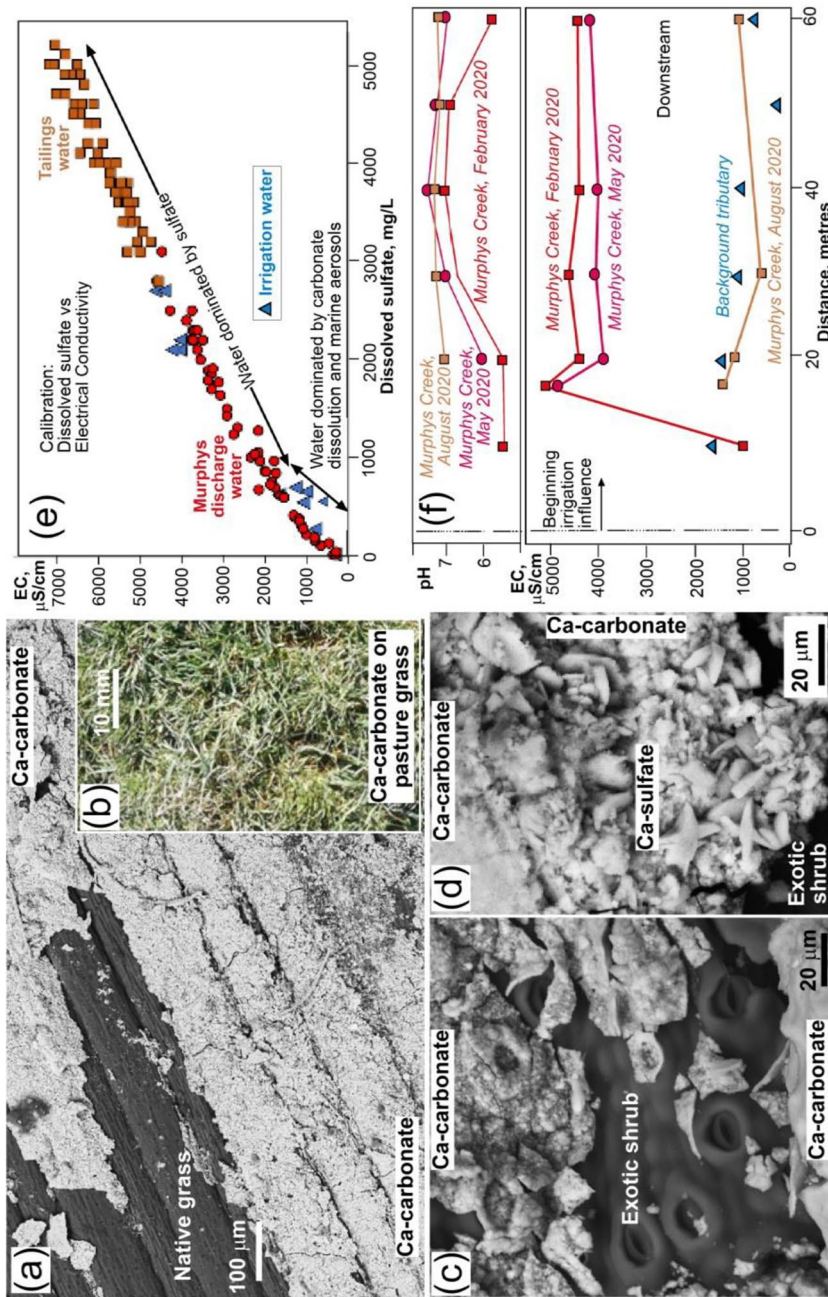 (a)
Ca-carbonate
Native grass
100 µm
Ca-carbonate
(b)
10 mm
Ca-carbonate on
pasture grass
(c)
Ca-carbonate
Exotic shrub
Ca-carbonate
20 µm
(d)
Ca-carbonate
Ca-sulfate
Ca-carbonate
Exotic
shrub
20 µm
(e)
EC,
µS/cm
7000
6000
5000
4000
3000
2000
1000
0
Calibration:
Dissolved sulfate vs
Electrical Conductivity
Tailings
water
Murphys
discharge
water
Irrigation water
Water dominated by sulfate
Water dominated by carbonate
dissolution and marine aerosols
0
1000
2000
3000
4000
5000
Dissolved sulfate, mg/L
(f)
pH
7
6
Murphys Creek,
August 2020
Murphys Creek,
May 2020
Murphys Creek, February 2020
EC,
µS/cm
5000
4000
3000
2000
1000
0
Beginning
irrigation
influence
Murphys Creek, February 2020
Murphys Creek, May 2020
Downstream
Background tributary
Murphys Creek, August 2020
0
20
40
60
Distance, metres